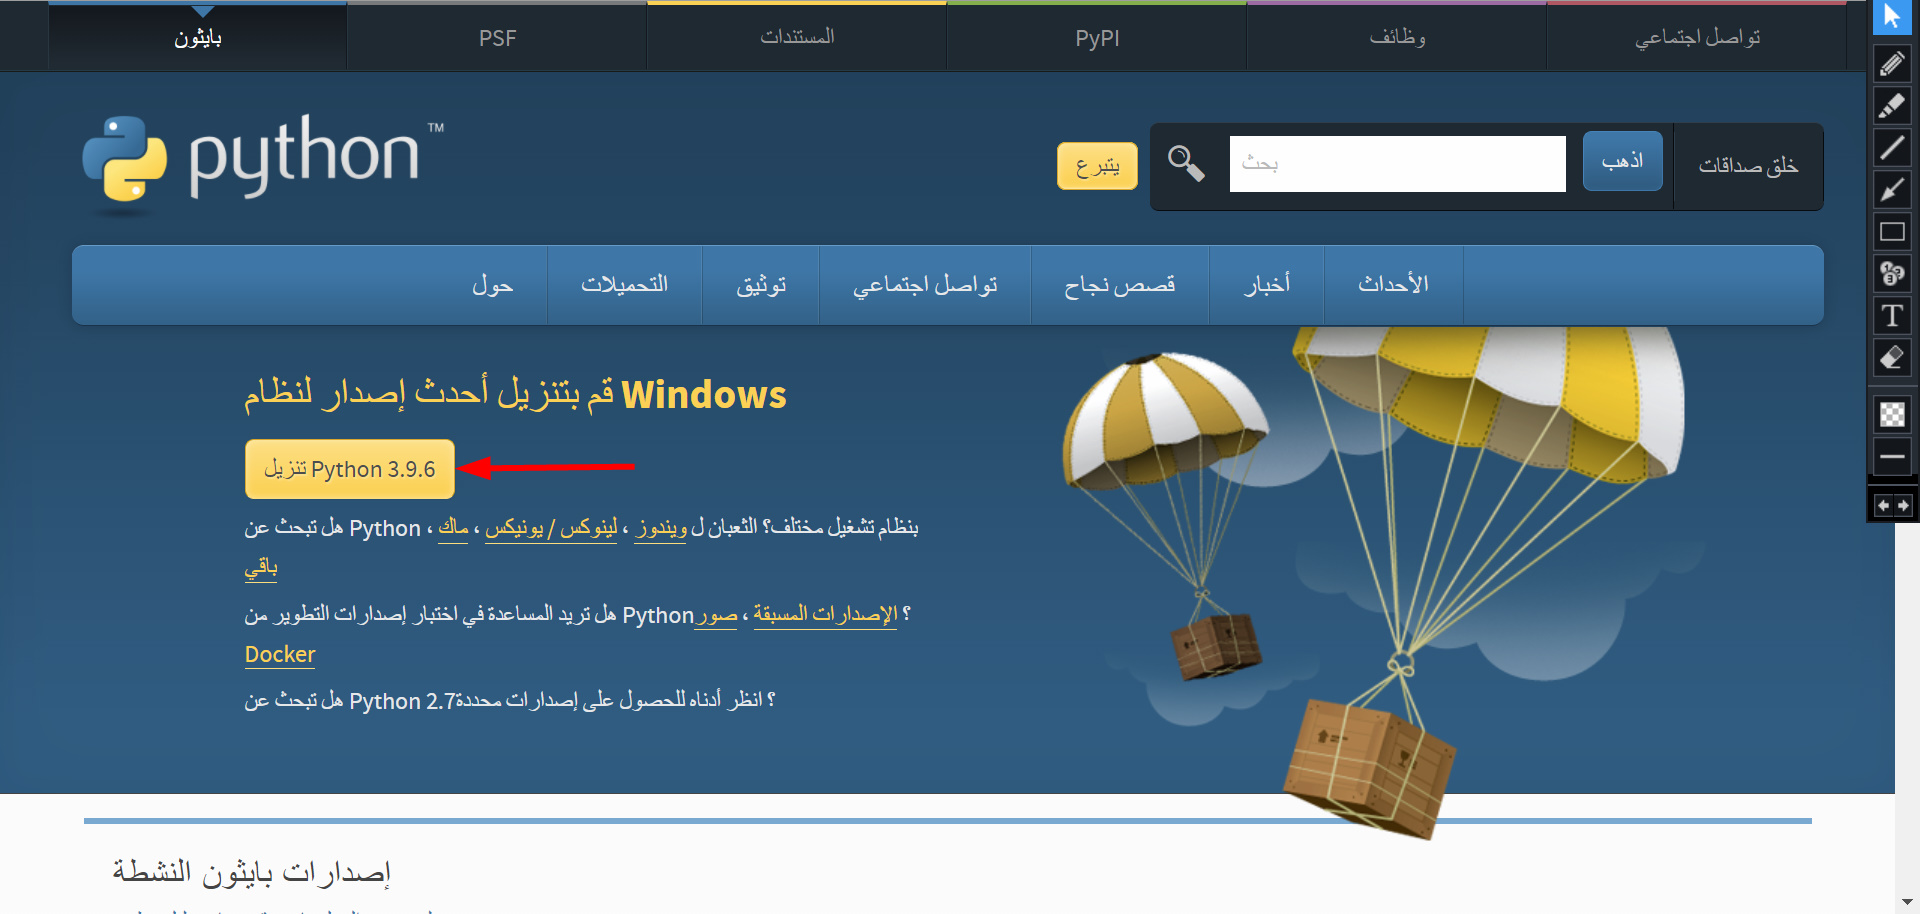 بايثون
PSF
المستندات
PyPI
وظائف
تواصل اجتماعي
python™
يتبرع
بحث
اذهب
خلق صداقات
حول
التحميلات
توثيق
تواصل اجتماعي
قصص نجاح
أخبار
الأحداث
قم بتنزيل أحدث إصدار لنظام Windows
تنزيل Python 3.9.6
هل تبحث عن Python بنظام تشغيل مختلف؟ الثعبان ل ويندوز ، لينوكس / يونيكس ، ماك ،
باقي
هل تريد المساعدة في اختبار إصدارات التطوير من Python؟ الإصدارات المسبقة ، صور
Docker
هل تبحث عن Python 2.7؟ انظر أدناه للحصول على إصدارات محددة
إصدارات بايثون النشطة
T